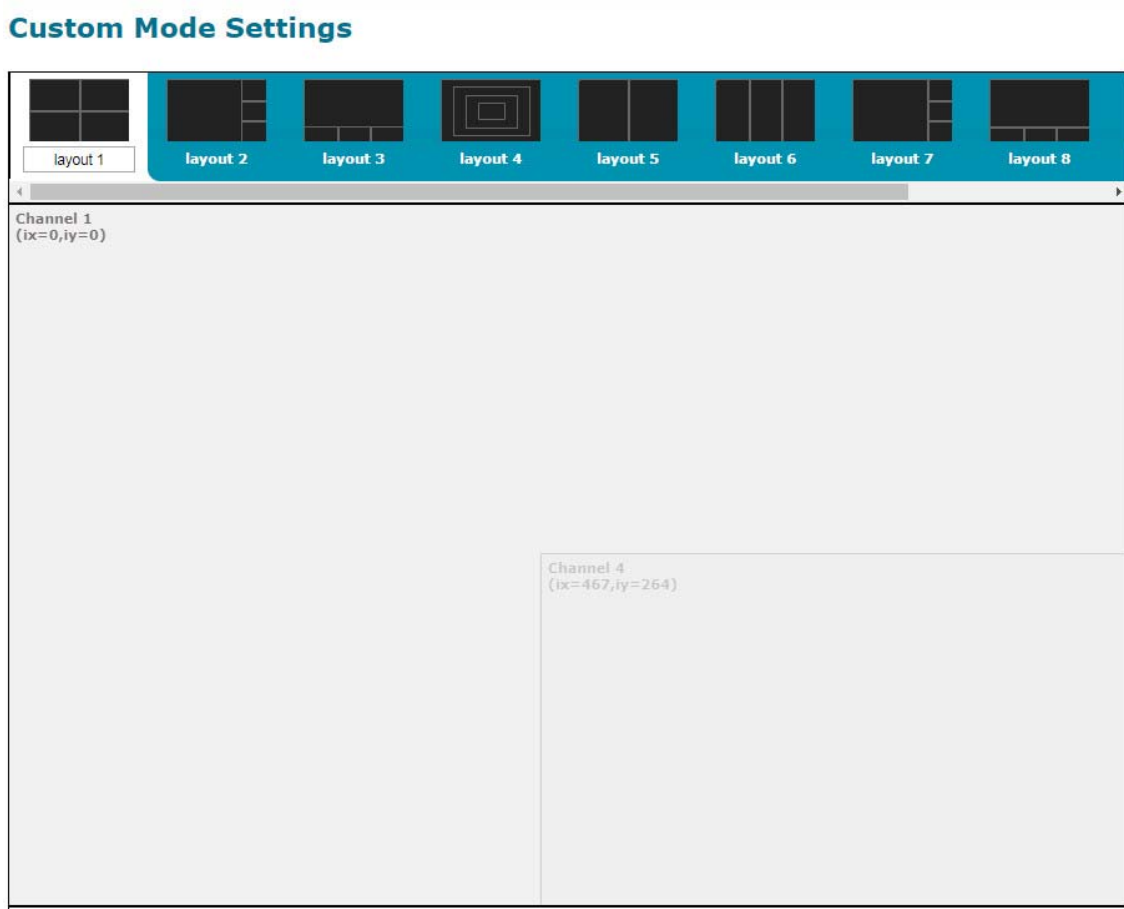 Custom Mode Settings
layout 1
layout 2
layout 3
layout 4
layout 5
layout 6
layout 7
layout 8
Channel 1
(ix=0,iy=0)
Channel 4
(ix=467,iy=264)